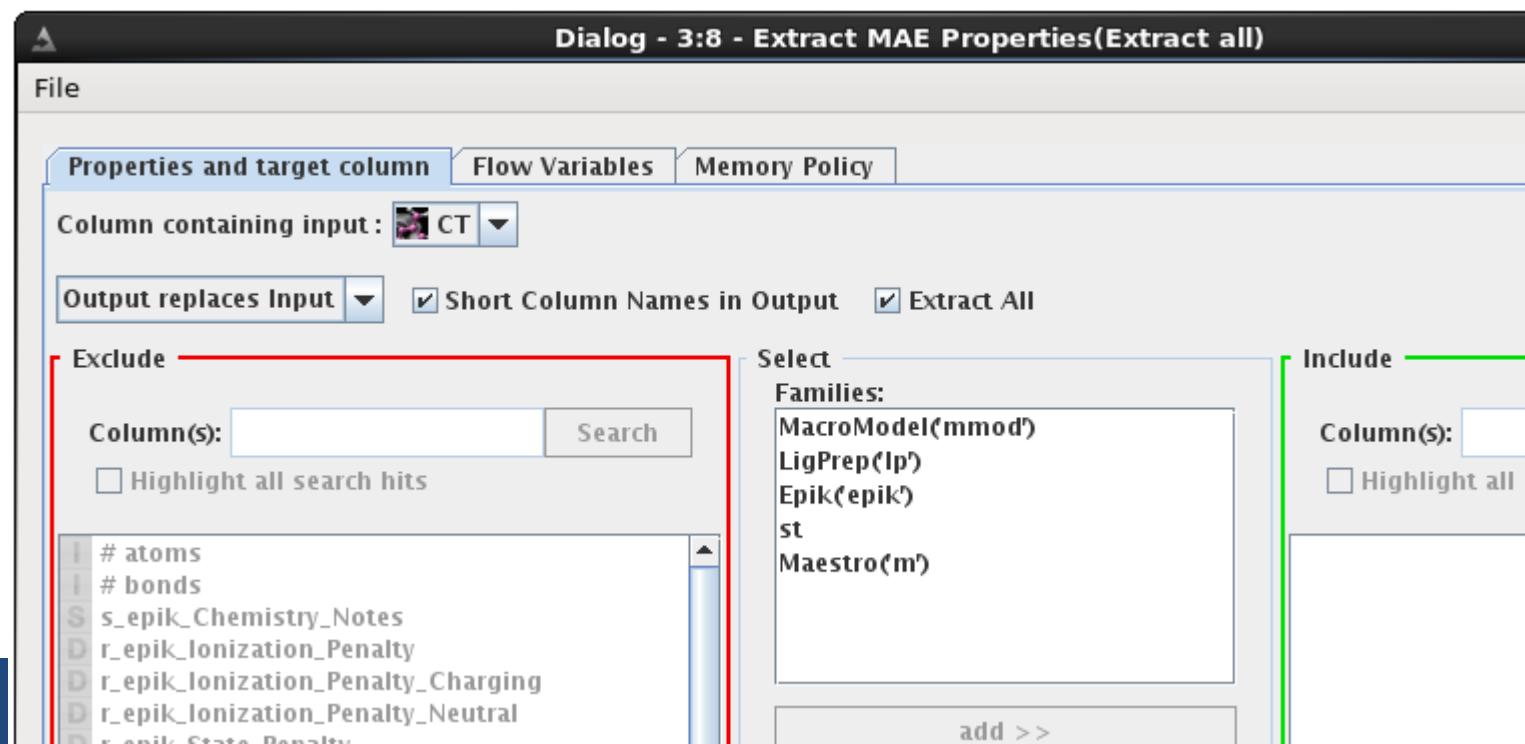 Dialog - 3:8 - Extract MAE Properties(Extract all)
File
Properties and target column Flow Variables Memory Policy
Column containing input : CT
Output replaces Input Short Column Names in Output Extract All
Exclude
Column(s): Search
Highlight all search hits
I # atoms
I # bonds
S s_epik_Chemistry_Notes
D r_epik_Ionization_Penalty
D r_epik_Ionization_Penalty_Charging
D r_epik_Ionization_Penalty_Neutral
D r_epik_State_Penalty
Select
Families:
MacroModel('mmod')
LigPrep('lp')
Epik('epik')
st
Maestro('m')
add >>
Include
Column(s):
Highlight all